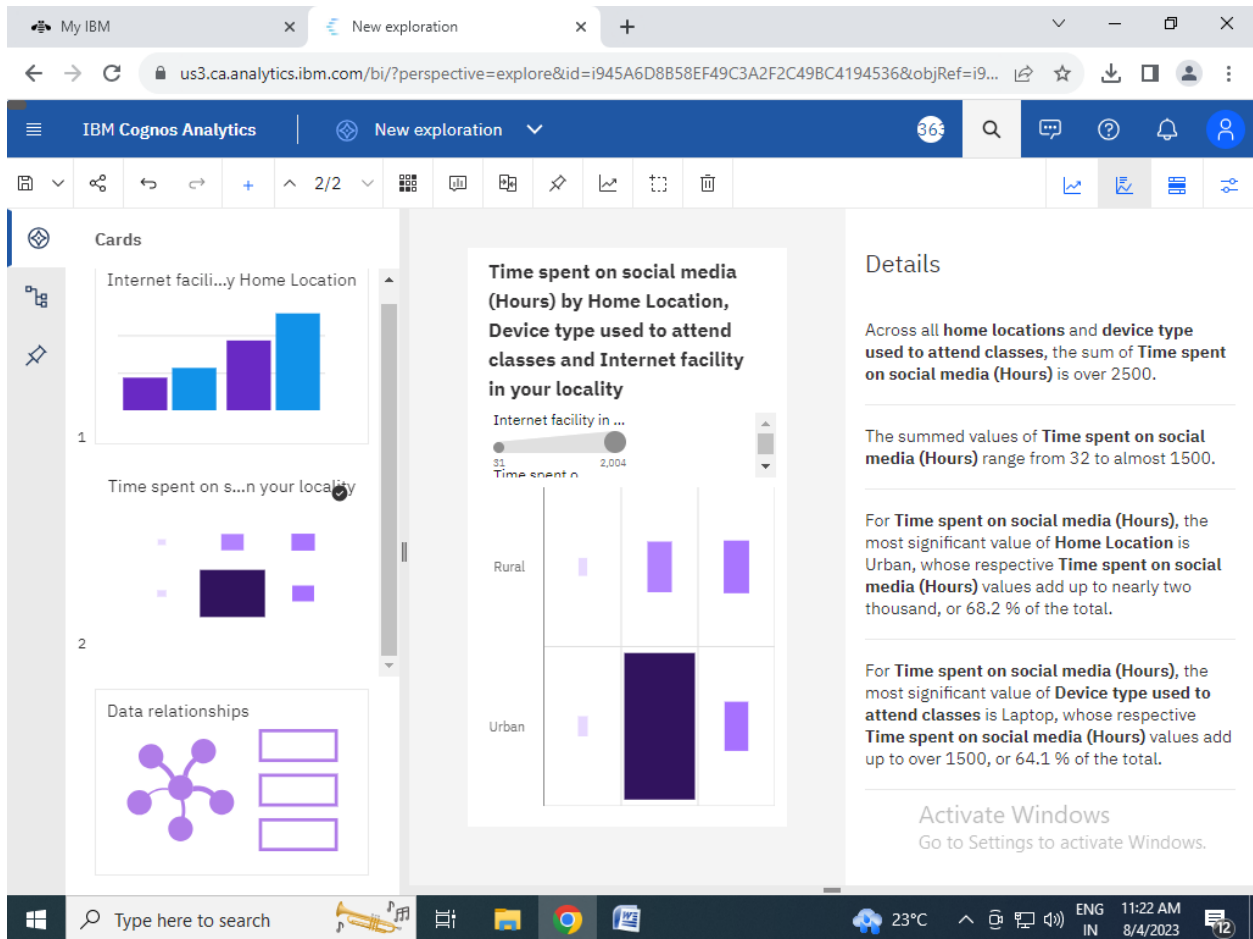 My IBM
New exploration
us3.ca.analytics.ibm.com/bi/?perspective=explore&id=i945A6D8B58EF49C3A2F2C49BC4194536&objRef=i9...
IBM Cognos Analytics
New exploration
363
2/2
Cards
Internet facili...y Home Location
1
Time spent on s...n your locality
2
Data relationships
Time spent on social media
(Hours) by Home Location,
Device type used to attend
classes and Internet facility
in your locality
Internet facility in ...
31
2,004
Time spent o
Rural
Urban
Details
Across all home locations and device type
used to attend classes, the sum of Time spent
on social media (Hours) is over 2500.
The summed values of Time spent on social
media (Hours) range from 32 to almost 1500.
For Time spent on social media (Hours), the
most significant value of Home Location is
Urban, whose respective Time spent on social
media (Hours) values add up to nearly two
thousand, or 68.2 % of the total.
For Time spent on social media (Hours), the
most significant value of Device type used to
attend classes is Laptop, whose respective
Time spent on social media (Hours) values add
up to over 1500, or 64.1 % of the total.
Activate Windows
Go to Settings to activate Windows.
Type here to search
23°C
ENG
IN
11:22 AM
8/4/2023
12